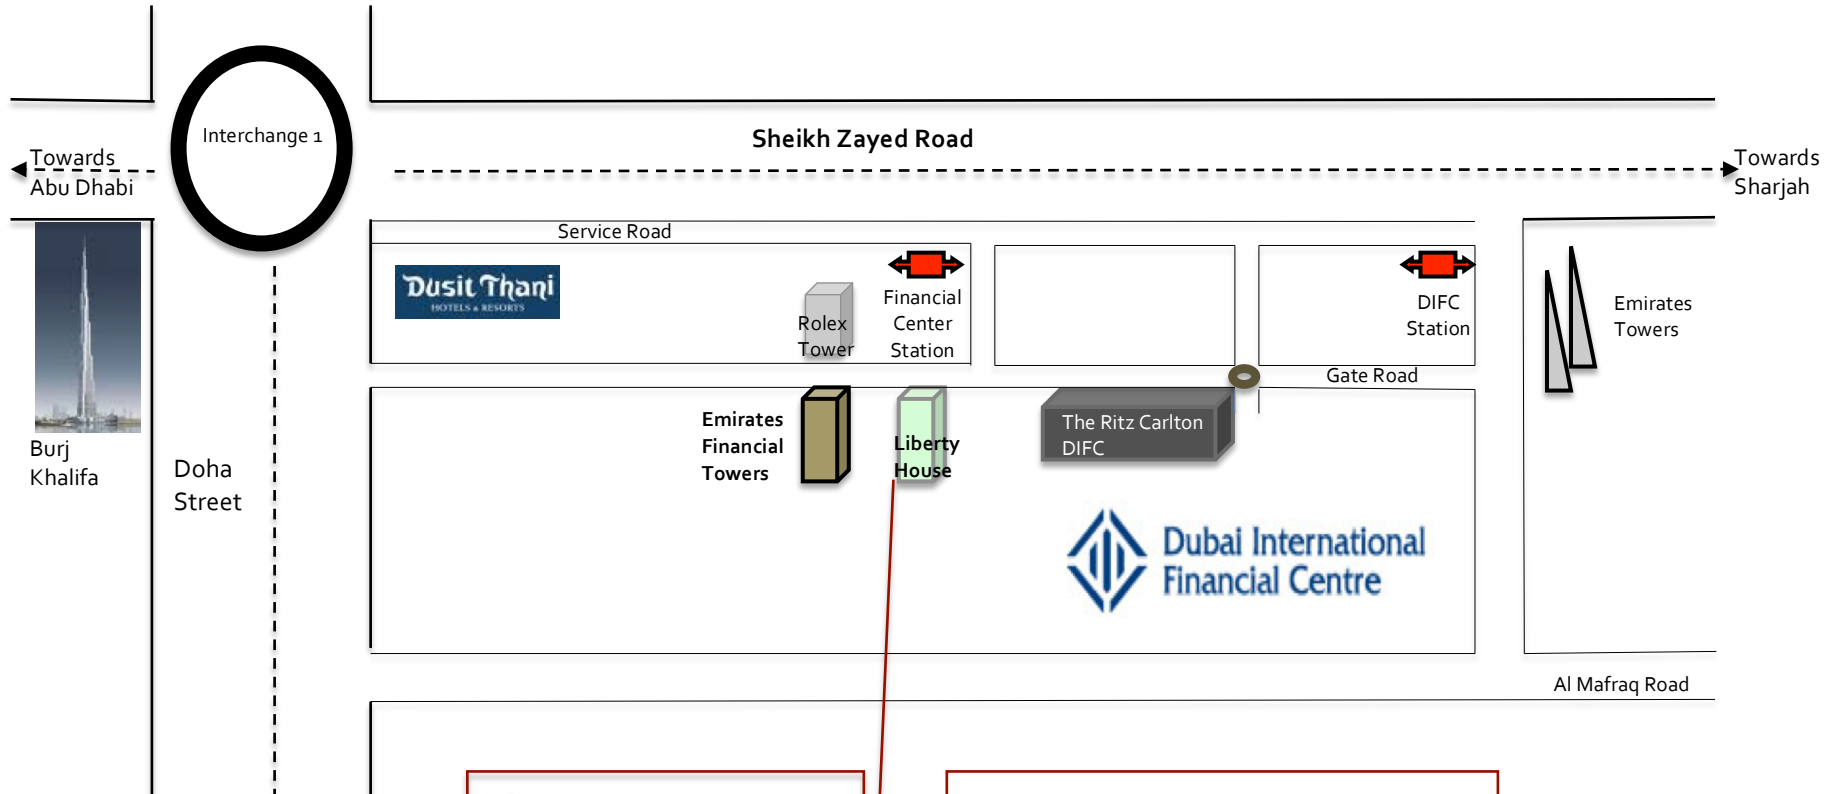 Interchange 1
Sheikh Zayed Road
Towards
Abu Dhabi
Towards
Sharjah
Service Road
Dusit Thani
HOTELS & RESORTS
Rolex
Tower
Financial
Center
Station
DIFC
Station
Emirates
Towers
Gate Road
Emirates
Financial
Towers
Liberty
House
The Ritz Carlton
DIFC
Burj
Khalifa
Doha
Street
Dubai International
Financial Centre
Al Mafraq Road